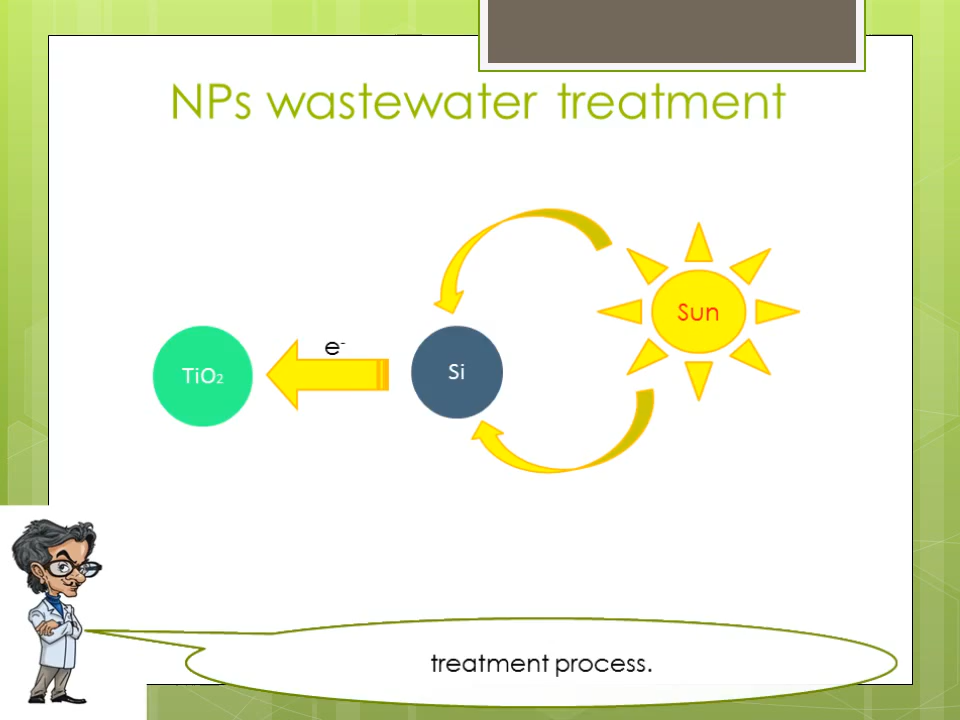 NPs wastewater treatment
Sun
e-
TiO2
Si
treatment process.